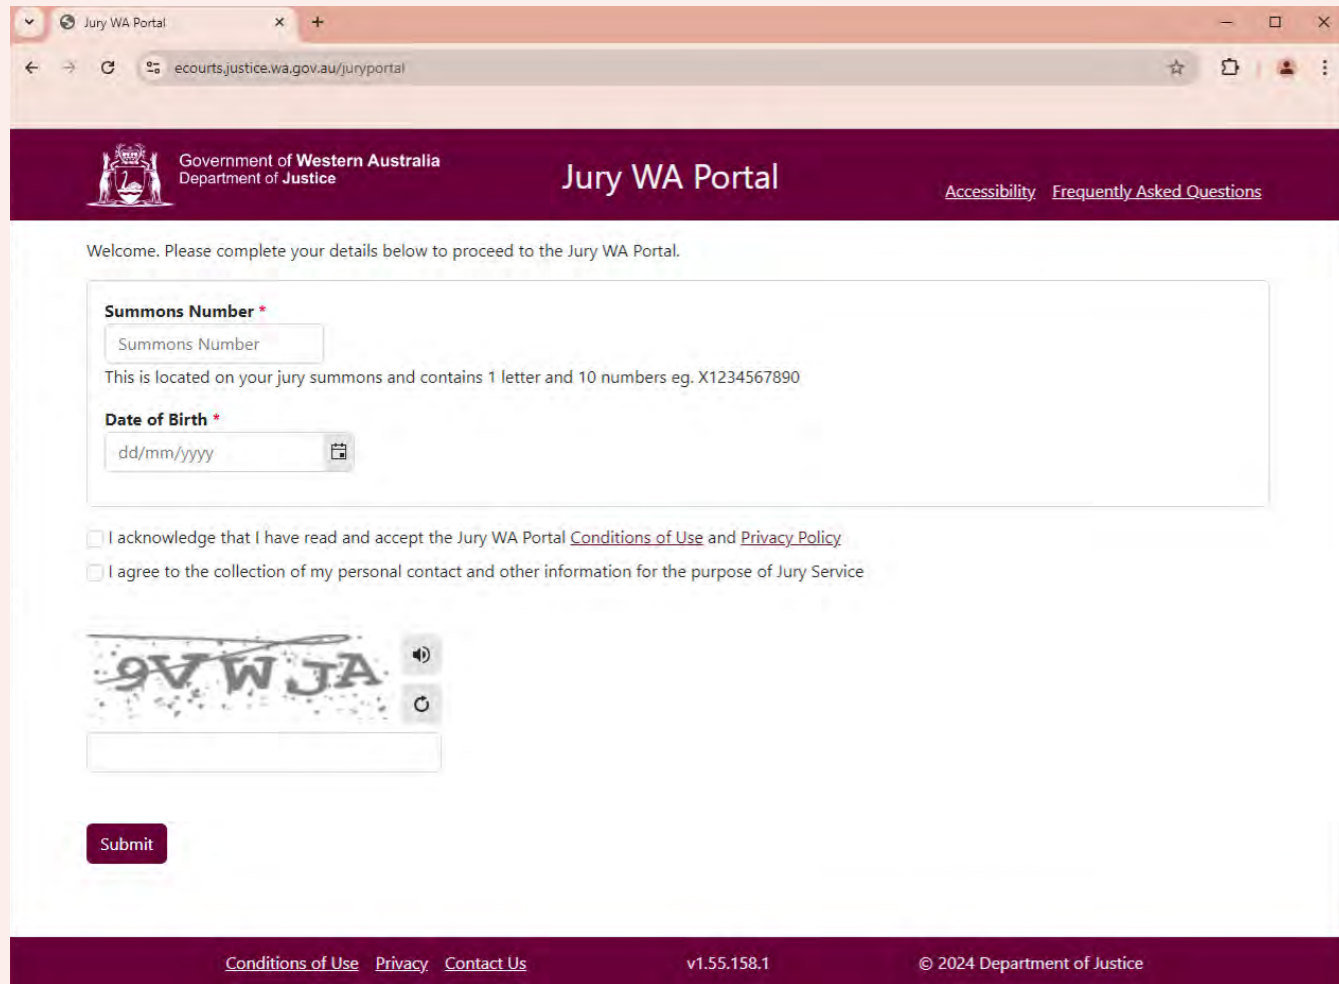 Jury WA Portal
ecourts.justice.wa.gov.au/juryportal
Government of Western Australia
Department of Justice
Jury WA Portal
Accessibility Frequently Asked Questions
Welcome. Please complete your details below to proceed to the Jury WA Portal.
Summons Number *
Summons Number
This is located on your jury summons and contains 1 letter and 10 numbers eg. X1234567890
Date of Birth *
dd/mm/yyyy
I acknowledge that I have read and accept the Jury WA Portal Conditions of Use and Privacy Policy
I agree to the collection of my personal contact and other information for the purpose of Jury Service
9VWJA
Submit
Conditions of Use Privacy Contact Us v1.55.158.1 © 2024 Department of Justice